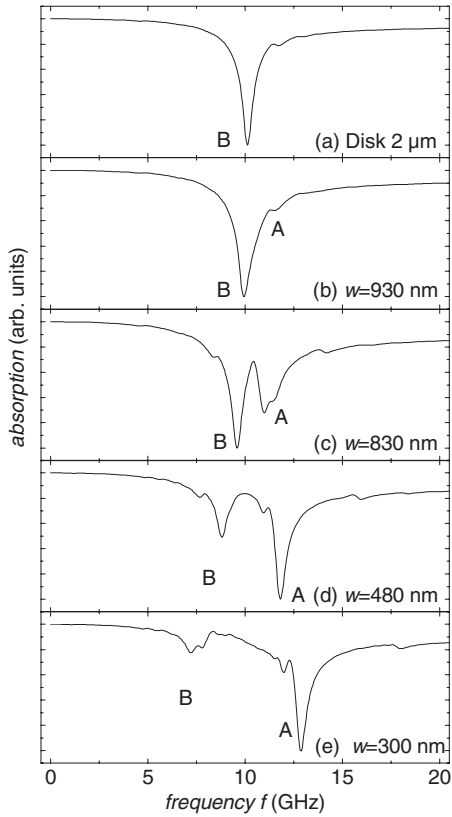 B
(a) Disk 2 µm
A
B
(b) w=930 nm
A
B
(c) w=830 nm
B
A (d) w=480 nm
B
A
(e) w=300 nm
absorption (arb. units)
0 5 10 15 20
frequency f (GHz)